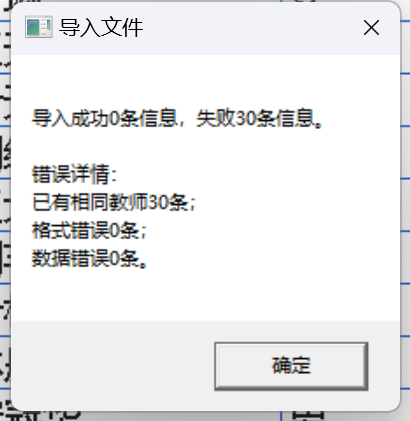 导入文件
导入成功0条信息，失败30条信息。
错误详情：
已有相同教师30条；
格式错误0条；
数据错误0条。
确定